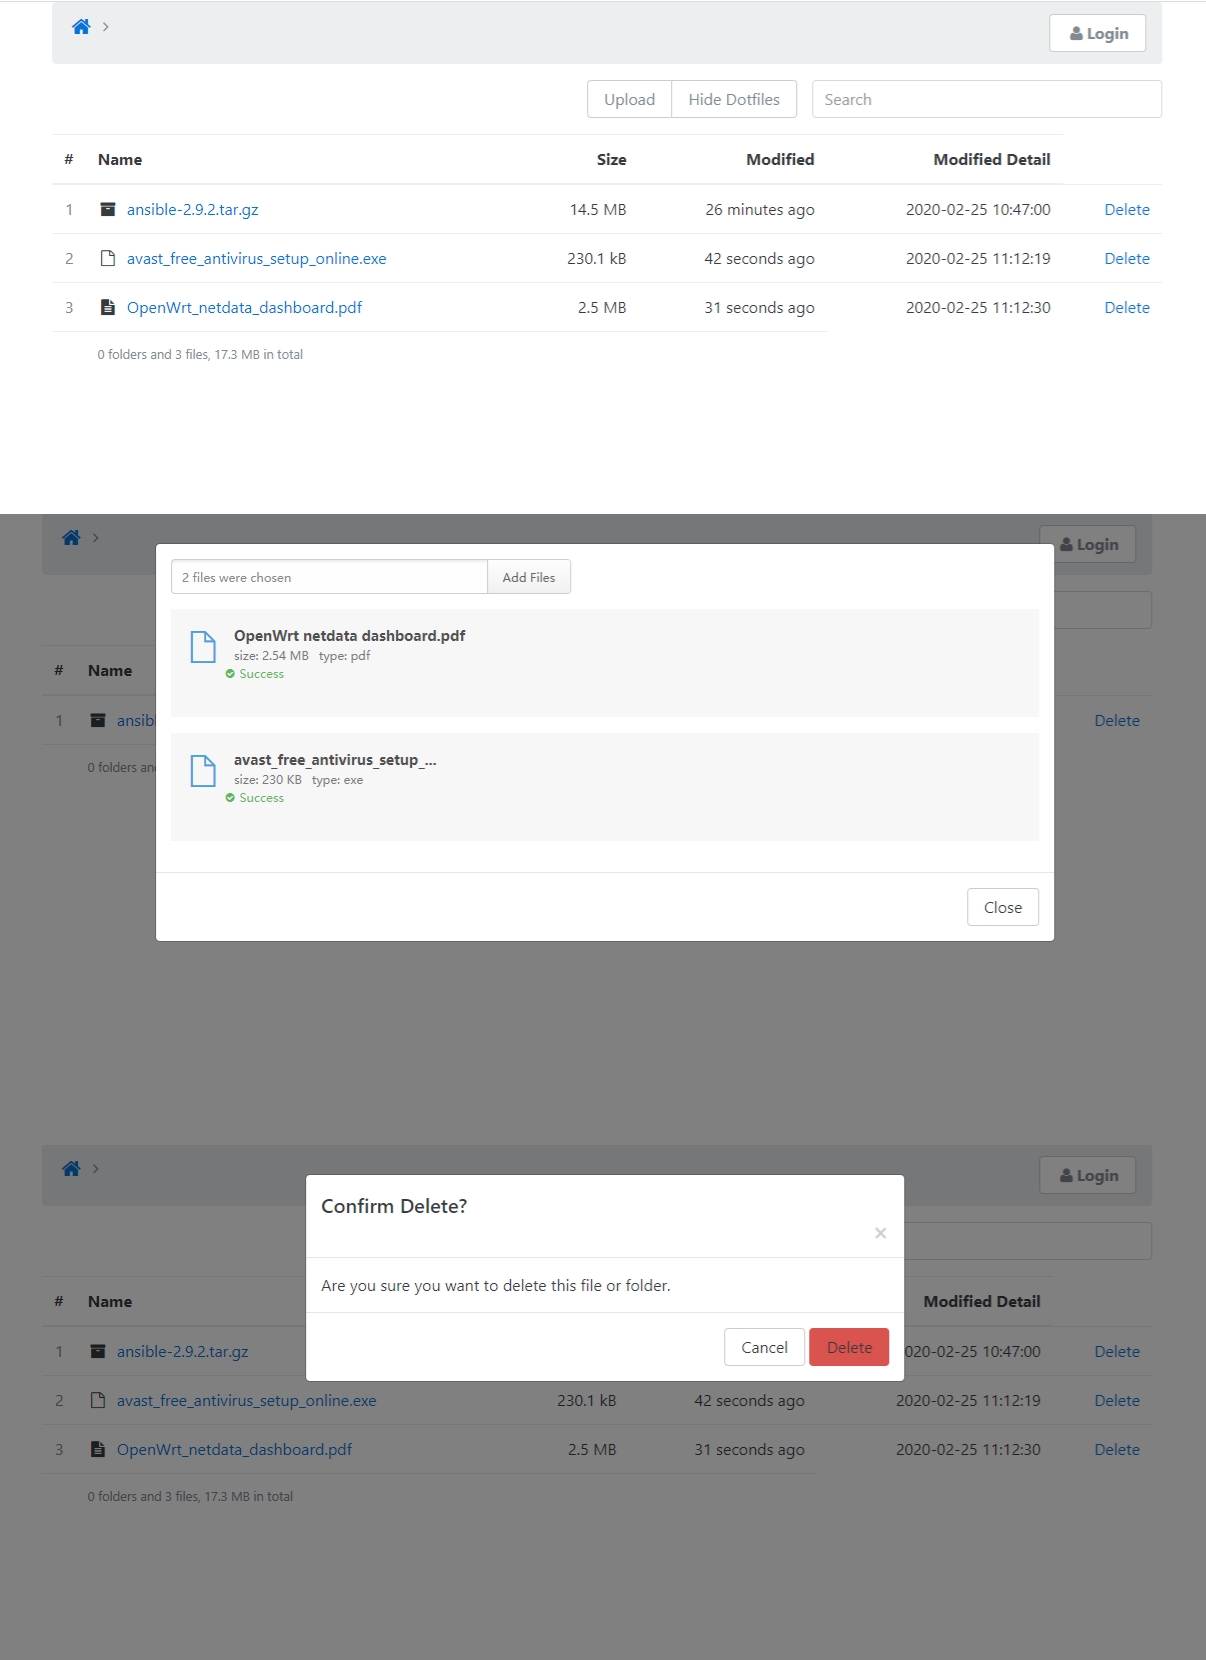 Login
Upload Hide Dotfiles Search
# Name Size Modified Modified Detail
1 ansible-2.9.2.tar.gz 14.5 MB 26 minutes ago 2020-02-25 10:47:00 Delete
2 avast_free_antivirus_setup_online.exe 230.1 kB 42 seconds ago 2020-02-25 11:12:19 Delete
3 OpenWrt_netdata_dashboard.pdf 2.5 MB 31 seconds ago 2020-02-25 11:12:30 Delete
0 folders and 3 files, 17.3 MB in total
Login
2 files were chosen Add Files
OpenWrt netdata dashboard.pdf
size: 2.54 MB type: pdf
Success
# Name
1 ansibl Delete
0 folders an
avast_free_antivirus_setup_...
size: 230 KB type: exe
Success
Close
Login
Confirm Delete?
×
Are you sure you want to delete this file or folder.
Cancel Delete
# Name Modified Detail
1 ansible-2.9.2.tar.gz 020-02-25 10:47:00 Delete
2 avast_free_antivirus_setup_online.exe 230.1 kB 42 seconds ago 2020-02-25 11:12:19 Delete
3 OpenWrt_netdata_dashboard.pdf 2.5 MB 31 seconds ago 2020-02-25 11:12:30 Delete
0 folders and 3 files, 17.3 MB in total